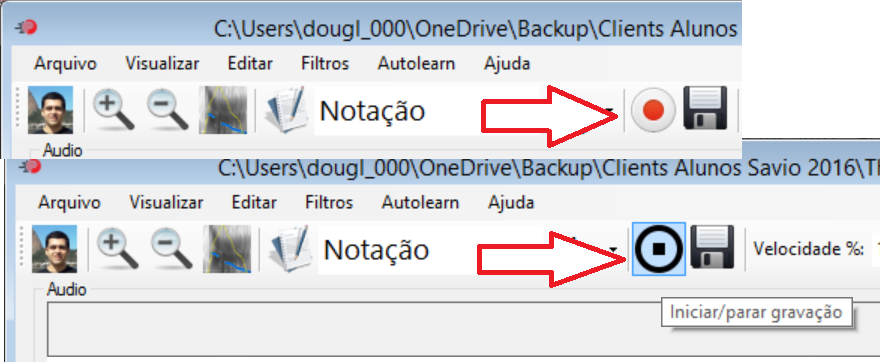 C:\Users\dougl_000\OneDrive\Backup\Clients Alunos
Arquivo Visualizar Editar Filtros Autolearn Ajuda
Notação
Audio
C:\Users\dougl_000\OneDrive\Backup\Clients Alunos Savio 2016\T
Arquivo Visualizar Editar Filtros Autolearn Ajuda
Notação Velocidade %:
Audio
Iniciar/parar gravação